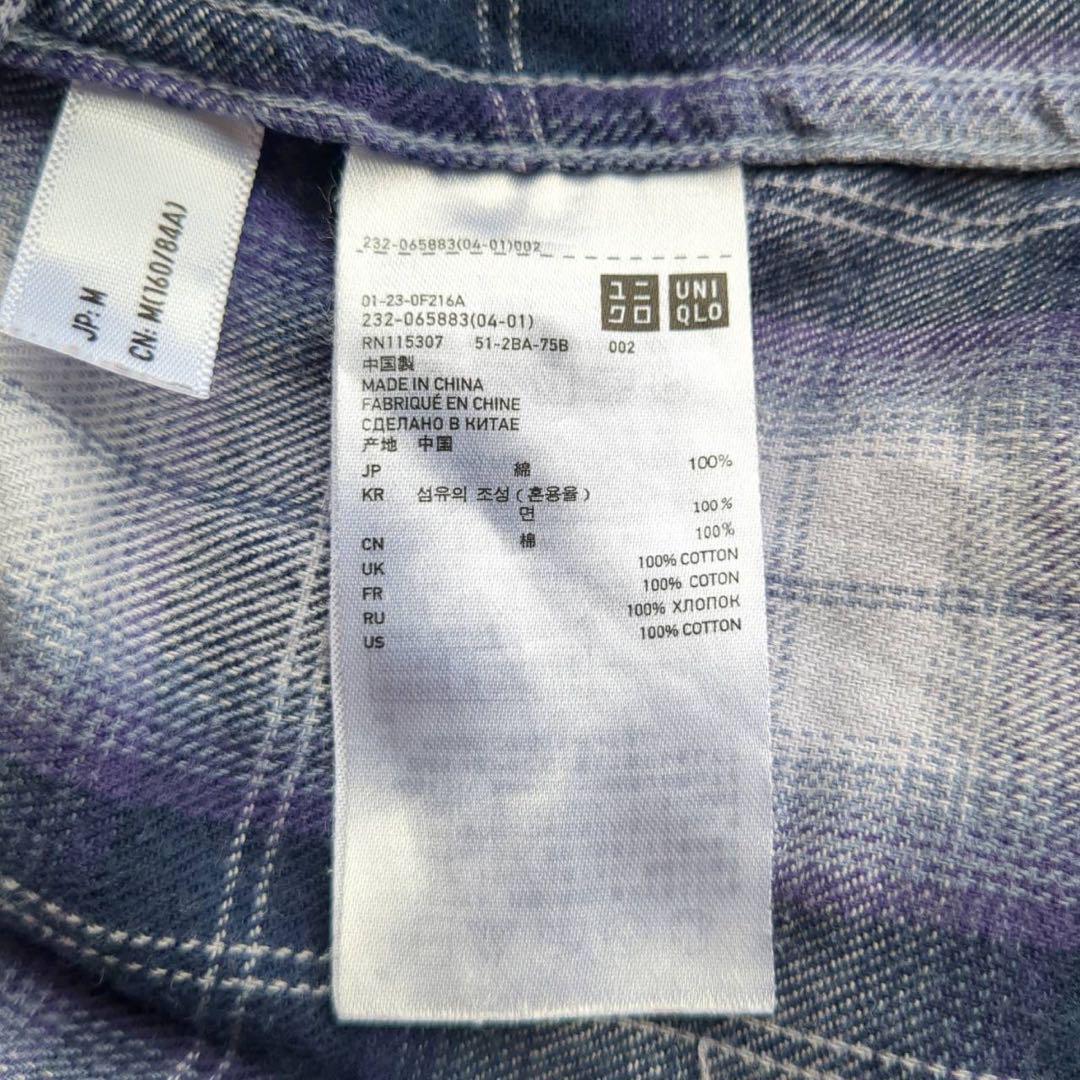 JP: M
CN: M(160/84A)
232-065883(04-01)002
01-23-0F216A
232-065883(04-01)
RN115307 51-2BA-75B 002
ユニクロ
UNIQLO
中国製
MADE IN CHINA
FABRIQUÉ EN CHINE
СДЕЛАНО В КИТАЕ
产地 中国
JP 綿 100%
KR 섬유의 조성 ( 혼용율 )
면 100%
CN 棉 100%
UK 100% COTTON
FR 100% COTON
RU 100% ХЛОПОК
US 100% COTTON